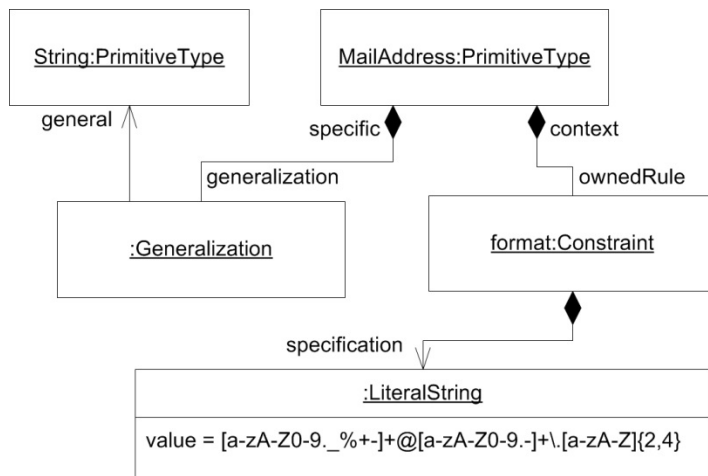 String:PrimitiveType
MailAddress:PrimitiveType
general
specific
context
generalization
ownedRule
:Generalization
format:Constraint
specification
:LiteralString
value = [a-zA-Z0-9._%+-]+@[a-zA-Z0-9.-]+\.[a-zA-Z]{2,4}